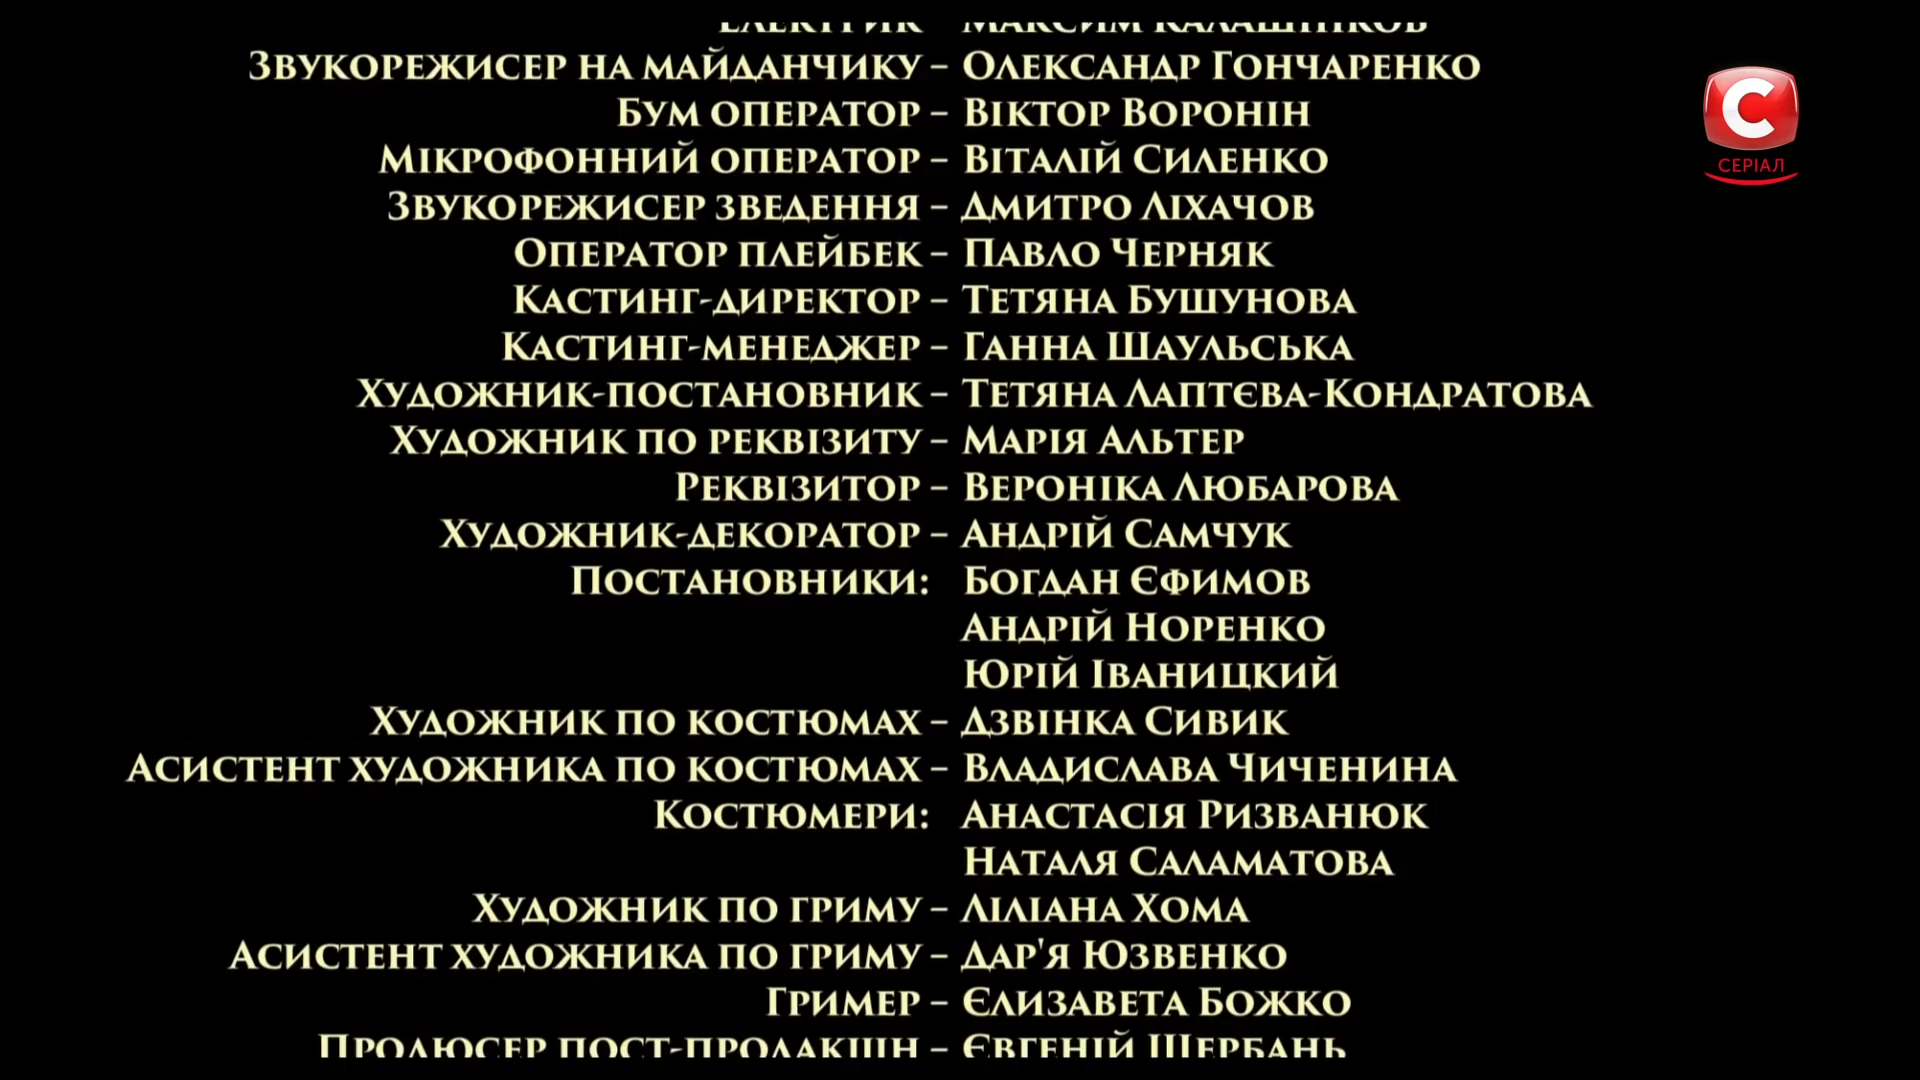 Електрик – Максим Калашніков
Звукорежисер на майданчику – Олександр Гончаренко
Бум оператор – Віктор Воронін
Мікрофонний оператор – Віталій Силенко
Звукорежисер зведення – Дмитро Ліхачов
Оператор плейбек – Павло Черняк
Кастинг-директор – Тетяна Бушунова
Кастинг-менеджер – Ганна Шаульська
Художник-постановник – Тетяна Лаптєва-Кондратова
Художник по реквізиту – Марія Альтер
Реквізитор – Вероніка Любарова
Художник-декоратор – Андрій Самчук
Постановники: Богдан Єфимов
Андрій Норенко
Юрій Іваницкий
Художник по костюмах – Дзвінка Сивик
Асистент художника по костюмах – Владислава Чиченина
Костюмери: Анастасія Ризванюк
Наталя Саламатова
Художник по гриму – Ліліана Хома
Асистент художника по гриму – Дар'я Юзвенко
Гример – Єлизавета Божко
Продюсер пост-продакшн – Євгеній Щербань
С
СЕРІАЛ